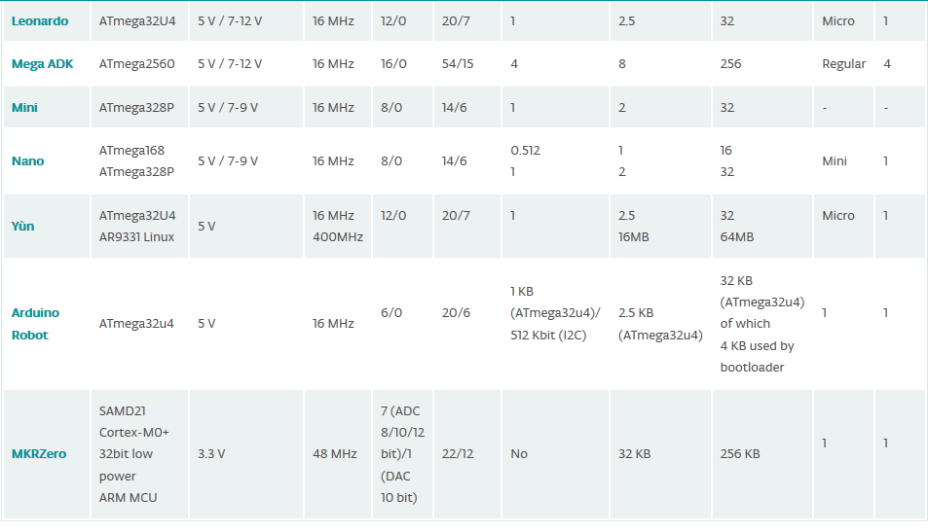 Leonardo ATmega32U4 5 V / 7-12 V 16 MHz 12/0 20/7 1 2.5 32 Micro 1
Mega ADK ATmega2560 5 V / 7-12 V 16 MHz 16/0 54/15 4 8 256 Regular 4
Mini ATmega328P 5 V / 7-9 V 16 MHz 8/0 14/6 1 2 32 - -
Nano
ATmega168
ATmega328P
5 V / 7-9 V 16 MHz 8/0 14/6
0.512
1
1
2
16
32
Mini 1
Yùn
ATmega32U4
AR9331 Linux
5 V
16 MHz
400MHz
12/0 20/7 1
2.5
16MB
32
64MB
Micro 1
Arduino
Robot
ATmega32u4 5 V 16 MHz 6/0 20/6
1 KB
(ATmega32u4)/
512 Kbit (I2C)
2.5 KB
(ATmega32u4)
32 KB
(ATmega32u4)
of which
4 KB used by
bootloader
1 1
MKRZero
SAMD21
Cortex-M0+
32bit low
power
ARM MCU
3.3 V 48 MHz
7 (ADC
8/10/12
bit)/1
(DAC
10 bit)
22/12 No 32 KB 256 KB 1 1